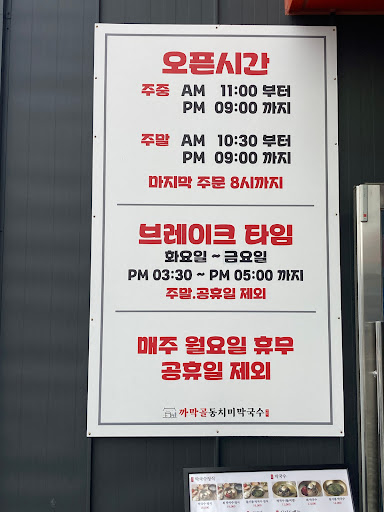 오픈시간
주중 AM 11:00 부터
PM 09:00 까지
주말 AM 10:30 부터
PM 09:00 까지
마지막 주문 8시까지
브레이크 타임
화요일 ~ 금요일
PM 03:30 ~ PM 05:00 까지
주말.공휴일 제외
매주 월요일 휴무
공휴일 제외
까막골동치미막국수